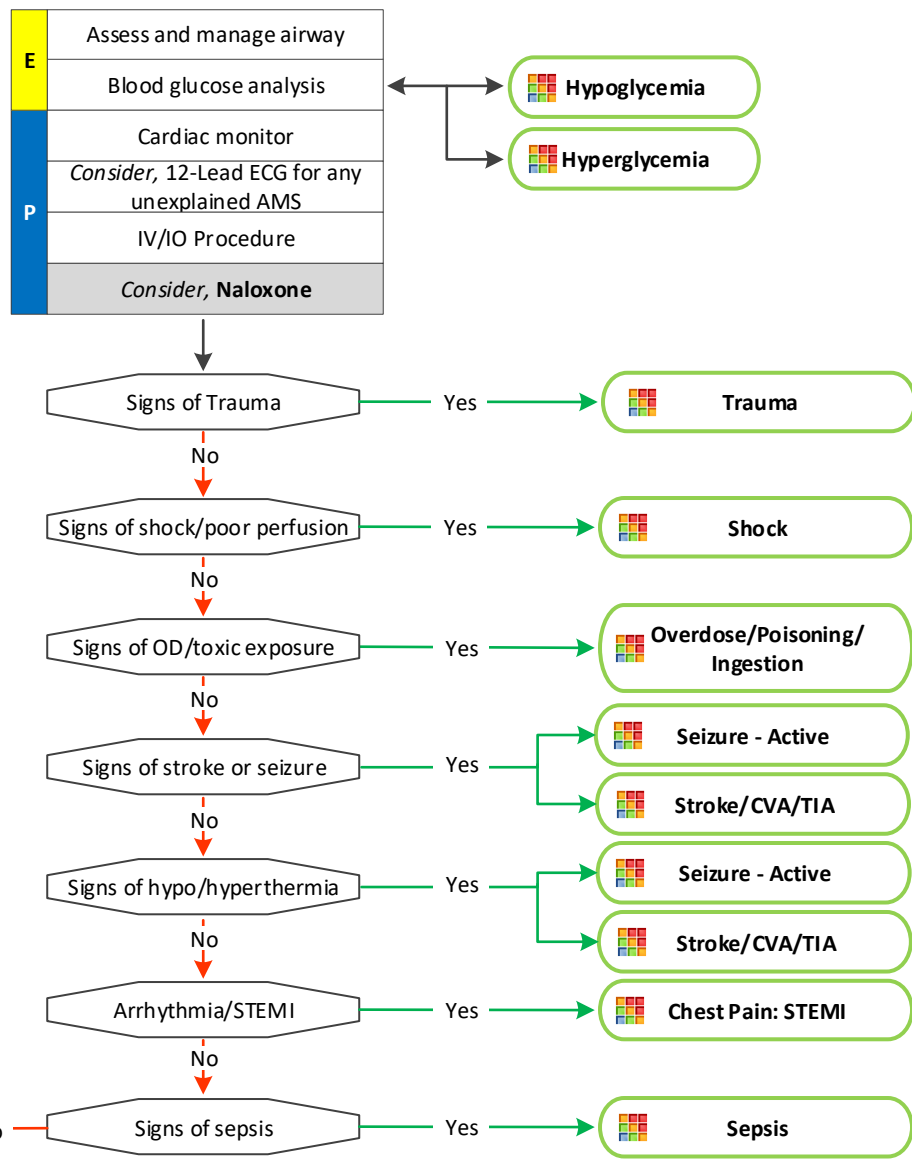 E
Assess and manage airway
Blood glucose analysis
Hypoglycemia
Hyperglycemia
P
Cardiac monitor
Consider, 12-Lead ECG for any
unexplained AMS
IV/IO Procedure
Consider, Naloxone
Signs of Trauma
Yes
Trauma
No
Signs of shock/poor perfusion
Yes
Shock
No
Signs of OD/toxic exposure
Yes
Overdose/Poisoning/
Ingestion
No
Signs of stroke or seizure
Yes
Seizure - Active
Stroke/CVA/TIA
No
Signs of hypo/hyperthermia
Yes
Seizure - Active
Stroke/CVA/TIA
No
Arrhythmia/STEMI
Yes
Chest Pain: STEMI
No
Signs of sepsis
Yes
Sepsis